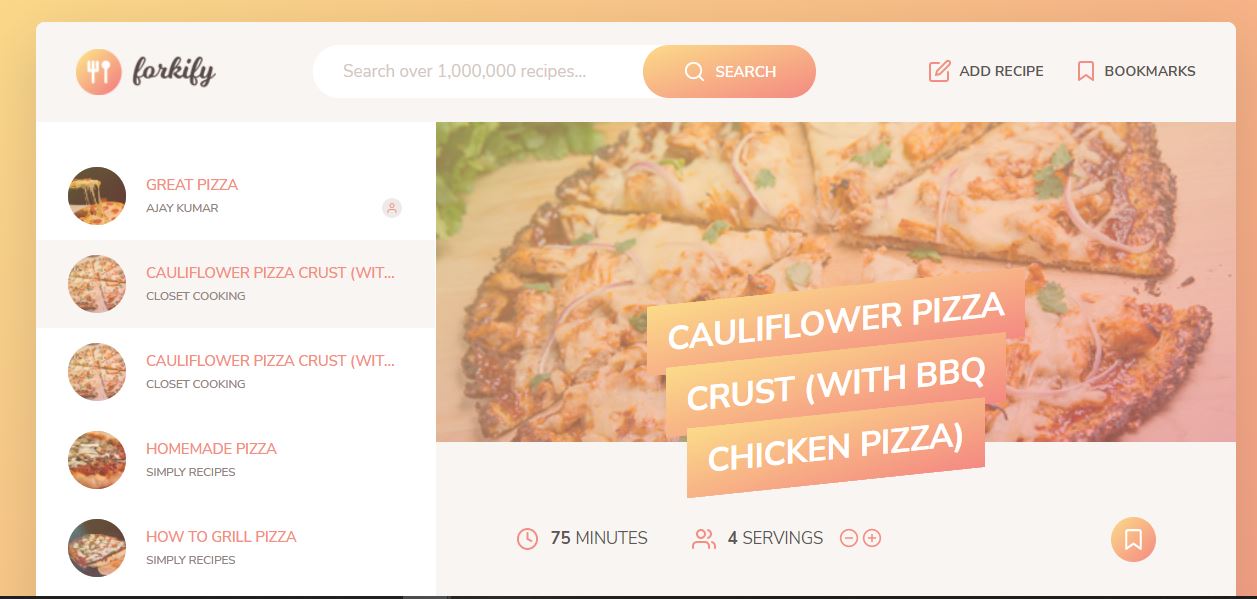 forkify
Search over 1,000,000 recipes...
SEARCH
ADD RECIPE
BOOKMARKS
GREAT PIZZA
AJAY KUMAR
CAULIFLOWER PIZZA CRUST (WIT...
CLOSET COOKING
CAULIFLOWER PIZZA CRUST (WIT...
CLOSET COOKING
HOMEMADE PIZZA
SIMPLY RECIPES
HOW TO GRILL PIZZA
SIMPLY RECIPES
CAULIFLOWER PIZZA
CRUST (WITH BBQ
CHICKEN PIZZA)
75 MINUTES
4 SERVINGS